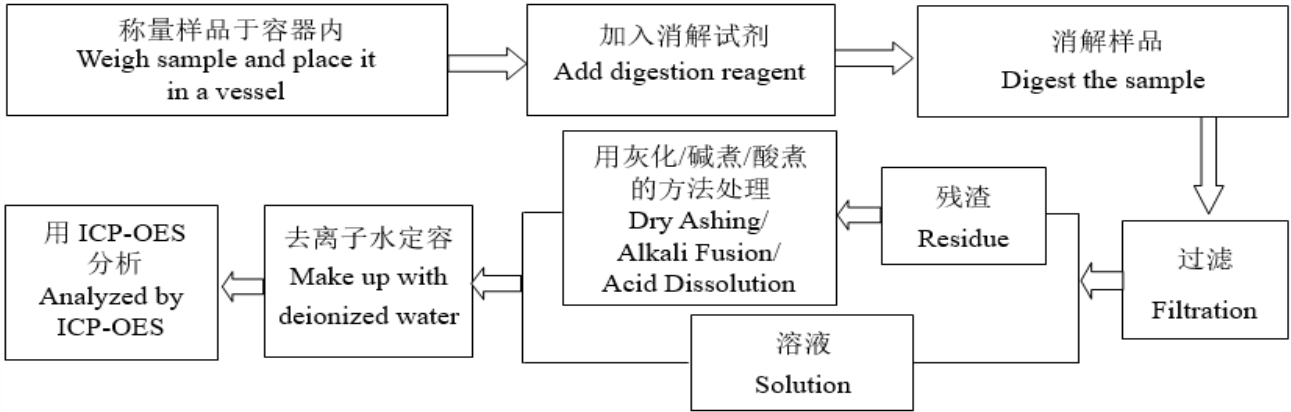 称量样品于容器内
Weigh sample and place it
in a vessel
加入消解试剂
Add digestion reagent
消解样品
Digest the sample
过滤
Filtration
残渣
Residue
用灰化/碱煮/酸煮
的方法处理
Dry Ashing/
Alkali Fusion/
Acid Dissolution
溶液
Solution
去离子水定容
Make up with
deionized water
用 ICP-OES
分析
Analyzed by
ICP-OES